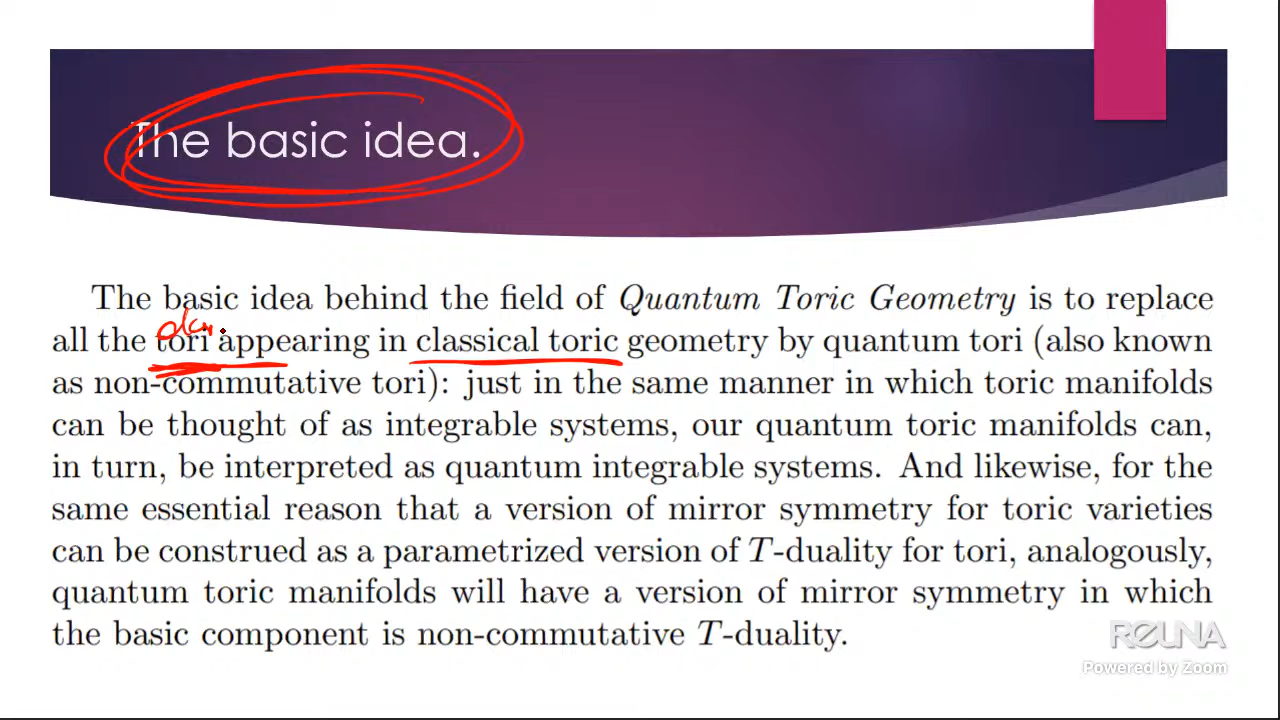 The basic idea.
The basic idea behind the field of Quantum Toric Geometry is to replace
all the tori appearing in classical toric geometry by quantum tori (also known
as non-commutative tori): just in the same manner in which toric manifolds
can be thought of as integrable systems, our quantum toric manifolds can,
in turn, be interpreted as quantum integrable systems. And likewise, for the
same essential reason that a version of mirror symmetry for toric varieties
can be construed as a parametrized version of T-duality for tori, analogously,
quantum toric manifolds will have a version of mirror symmetry in which
the basic component is non-commutative T-duality.
REUNA
Powered by Zoom